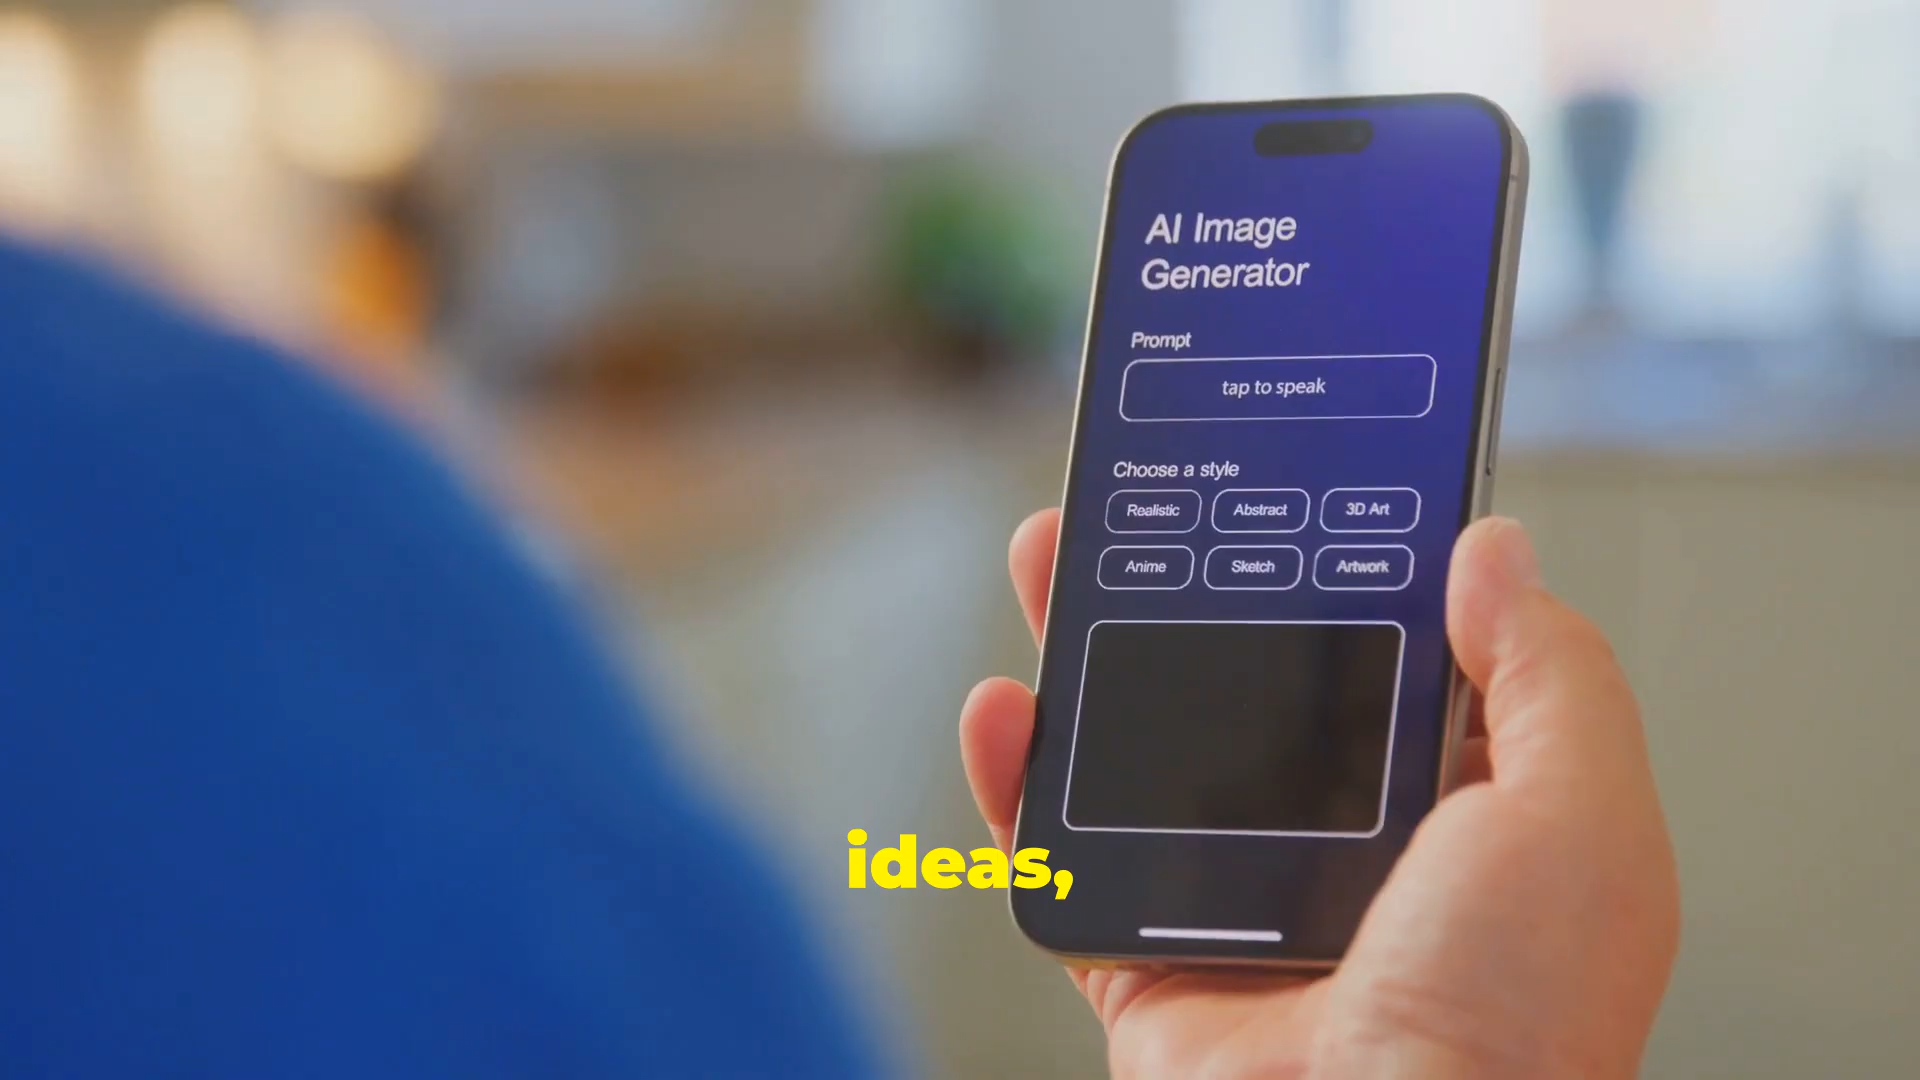 AI Image
Generator
Prompt
tap to speak
Choose a style
Realistic
Abstract
3D Art
Anime
Sketch
Artwork
ideas,